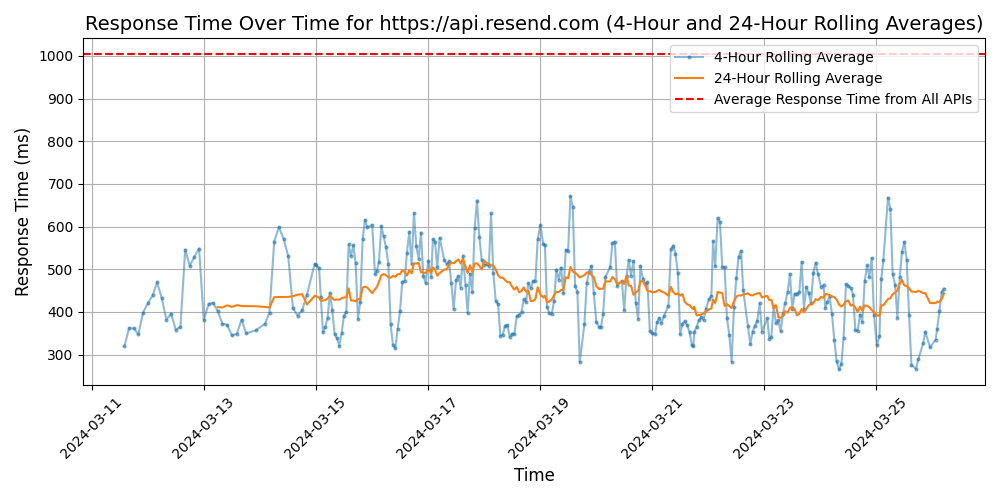 Response Time Over Time for https://api.resend.com (4-Hour and 24-Hour Rolling Averages)
4-Hour Rolling Average
24-Hour Rolling Average
Average Response Time from All APIs
Response Time (ms)
1000
900
800
700
600
500
400
300
2024-03-11
2024-03-13
2024-03-15
2024-03-17
2024-03-19
2024-03-21
2024-03-23
2024-03-25
Time